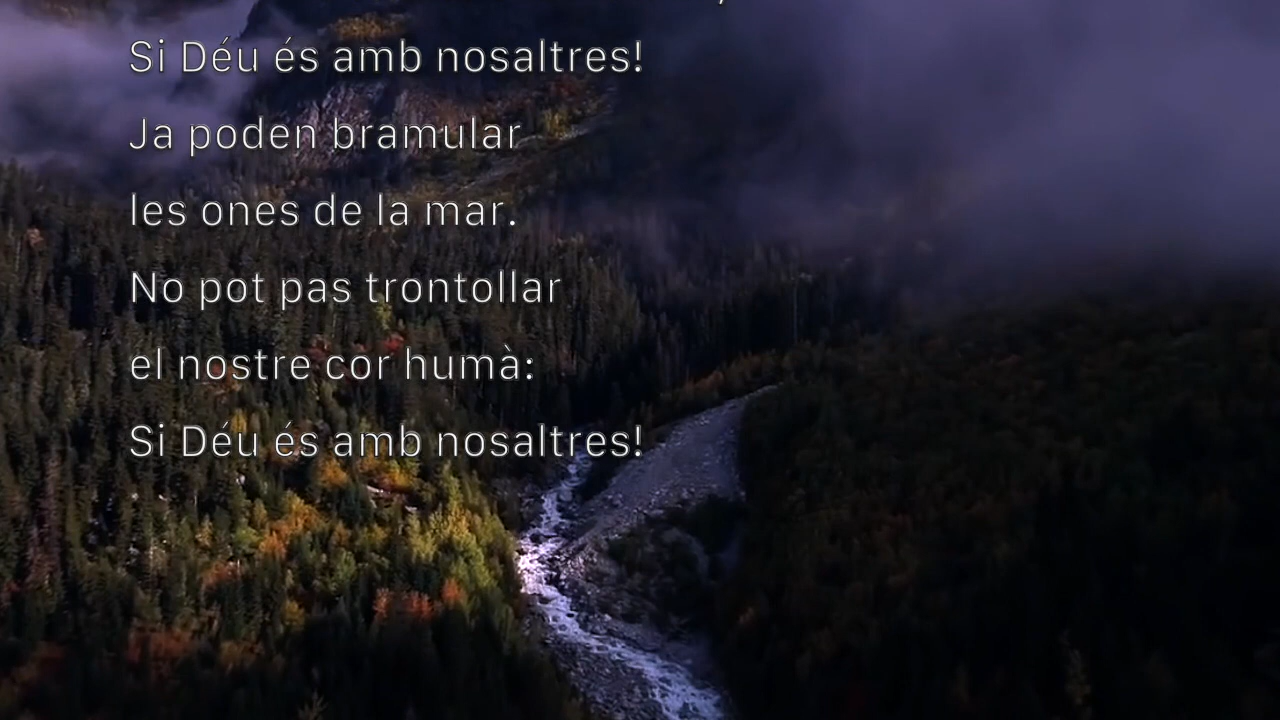 Si Déu és amb nosaltres!
Ja poden bramular
les ones de la mar.
No pot pas trontollar
el nostre cor humà:
Si Déu és amb nosaltres!